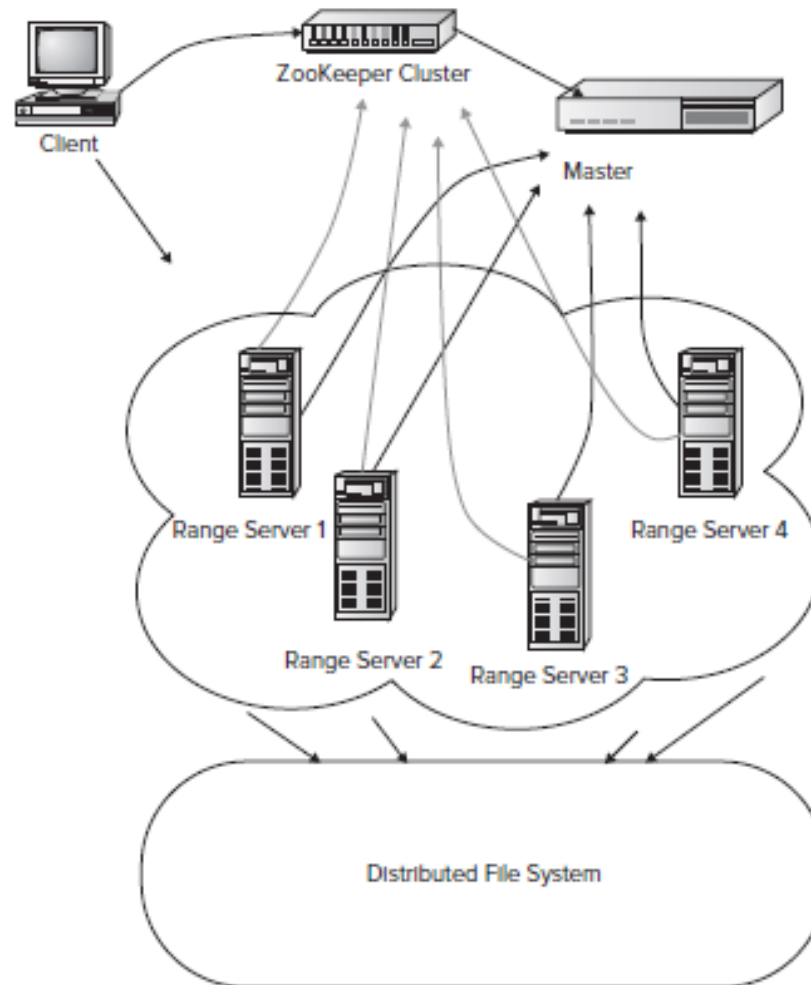 ZooKeeper Cluster
Client
Master
Range Server 1
Range Server 4
Range Server 2
Range Server 3
Distributed File System